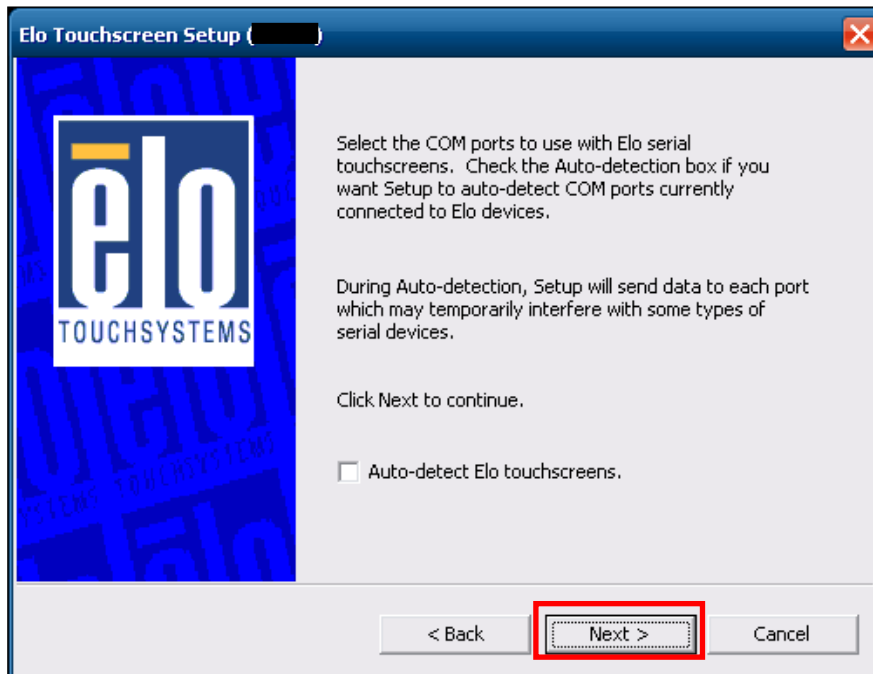 Elo Touchscreen Setup ( )
elo
TOUCHSYSTEMS
Select the COM ports to use with Elo serial
touchscreens. Check the Auto-detection box if you
want Setup to auto-detect COM ports currently
connected to Elo devices.
During Auto-detection, Setup will send data to each port
which may temporarily interfere with some types of
serial devices.
Click Next to continue.
Auto-detect Elo touchscreens.
< Back
Next >
Cancel